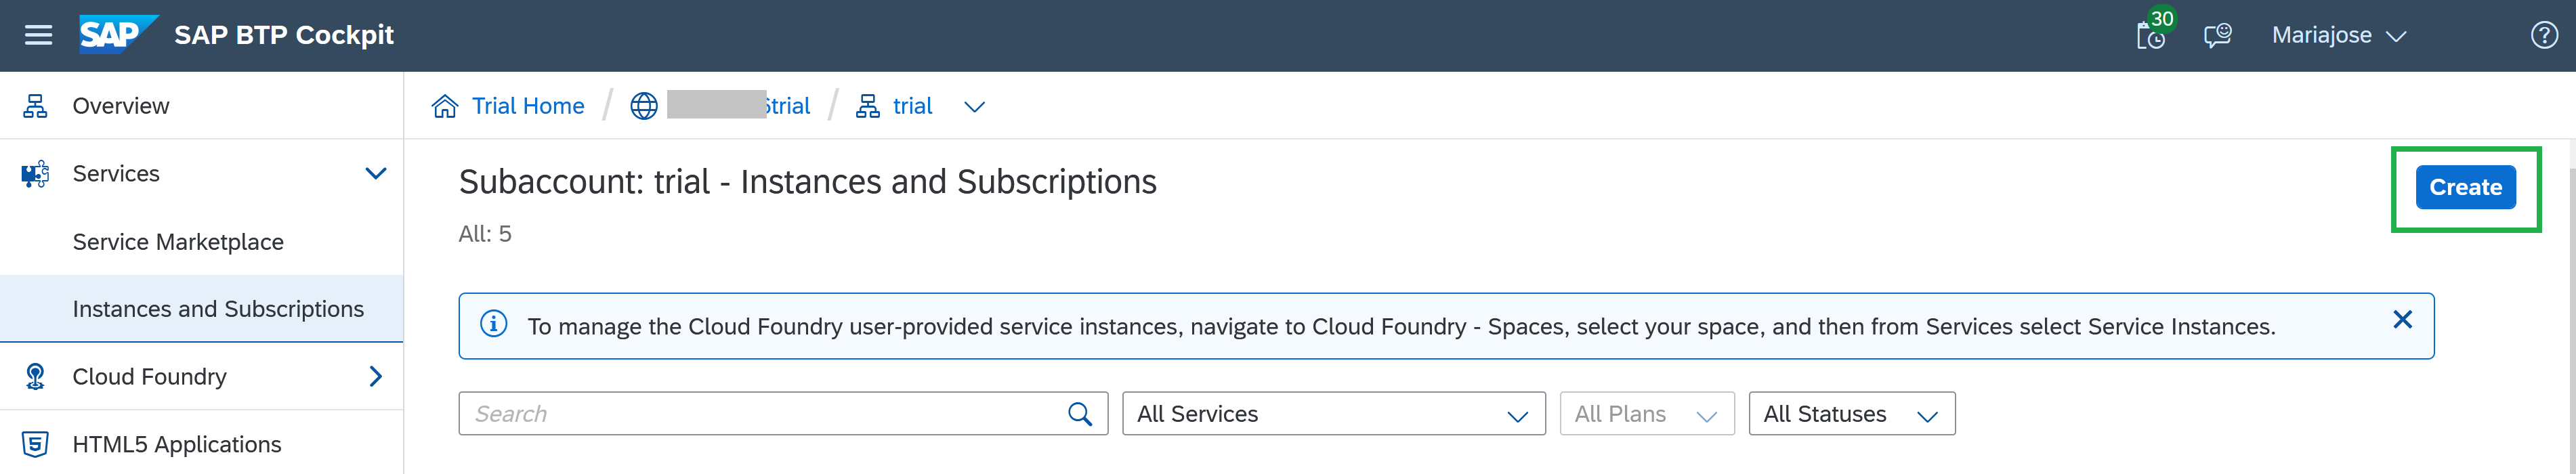 SAP SAP BTP Cockpit 30 Mariajose
Overview
Services
Service Marketplace
Instances and Subscriptions
Cloud Foundry
HTML5 Applications
Trial Home / trial / trial
Subaccount: trial - Instances and Subscriptions
Create
All: 5
To manage the Cloud Foundry user-provided service instances, navigate to Cloud Foundry - Spaces, select your space, and then from Services select Service Instances.
Search All Services All Plans All Statuses